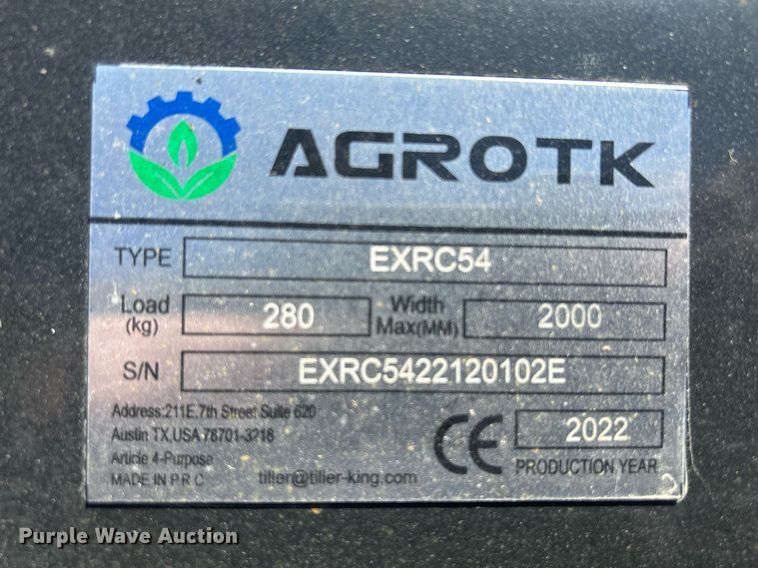 AGROTK
TYPE EXRC54
Load (kg) 280 Width Max(MM) 2000
S/N EXRC5422120102E
Address:211E,7th Street Suite 620
Austin TX,USA 78701-3218
Article 4-Purpose
MADE IN P R C tiller@tiller-king.com
CE 2022
PRODUCTION YEAR
Purple Wave Auction